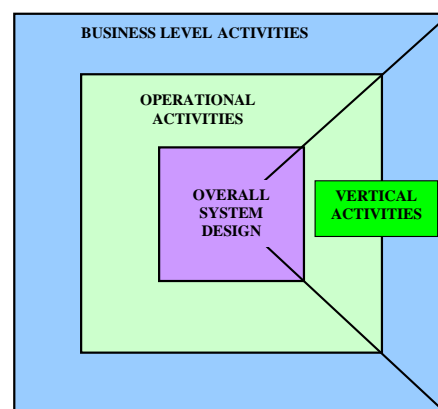 BUSINESS LEVEL ACTIVITIES
OPERATIONAL
ACTIVITIES
OVERALL
SYSTEM
DESIGN
VERTICAL
ACTIVITIES